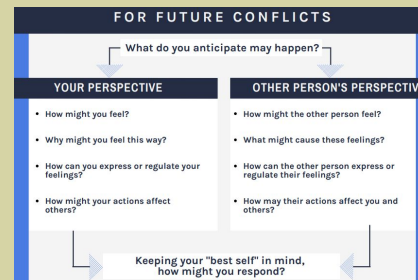 FOR FUTURE CONFLICTS
What do you anticipate may happen?
YOUR PERSPECTIVE
• How might you feel?
• Why might you feel this way?
• How can you express or regulate your
feelings?
• How might your actions affect
others?
OTHER PERSON'S PERSPECTIV
• How might the other person feel?
• What might cause these feelings?
• How can the other person express or
regulate their feelings?
• How may their actions affect you and
others?
Keeping your "best self" in mind,
how might you respond?